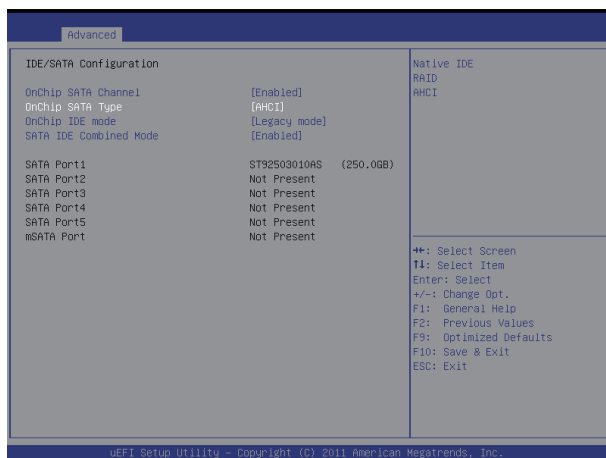 Advanced
IDE/SATA Configuration
OnChip SATA Channel [Enabled]
OnChip SATA Type [AHCI]
OnChip IDE mode [Legacy mode]
SATA IDE Combined Mode [Enabled]
SATA Port1 ST92503010AS (250.0GB)
SATA Port2 Not Present
SATA Port3 Not Present
SATA Port4 Not Present
SATA Port5 Not Present
mSATA Port Not Present
Native IDE
RAID
AHCI
→←: Select Screen
↑↓: Select Item
Enter: Select
+/-: Change Opt.
F1: General Help
F2: Previous Values
F9: Optimized Defaults
F10: Save & Exit
ESC: Exit
uEFI Setup Utility - Copyright (C) 2011 American Megatrends, Inc.